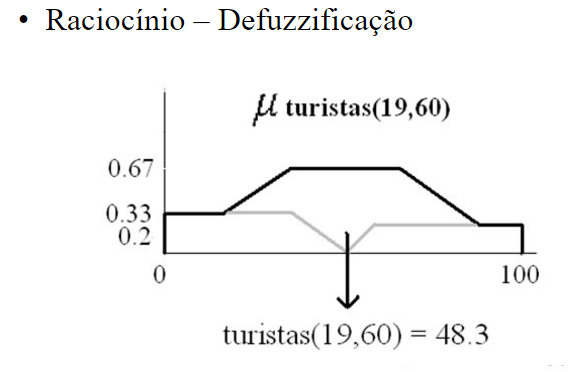 • Raciocínio – Defuzzificação
μ turistas(19,60)
0.67
0.33
0.2
0
100
turistas(19,60) = 48.3